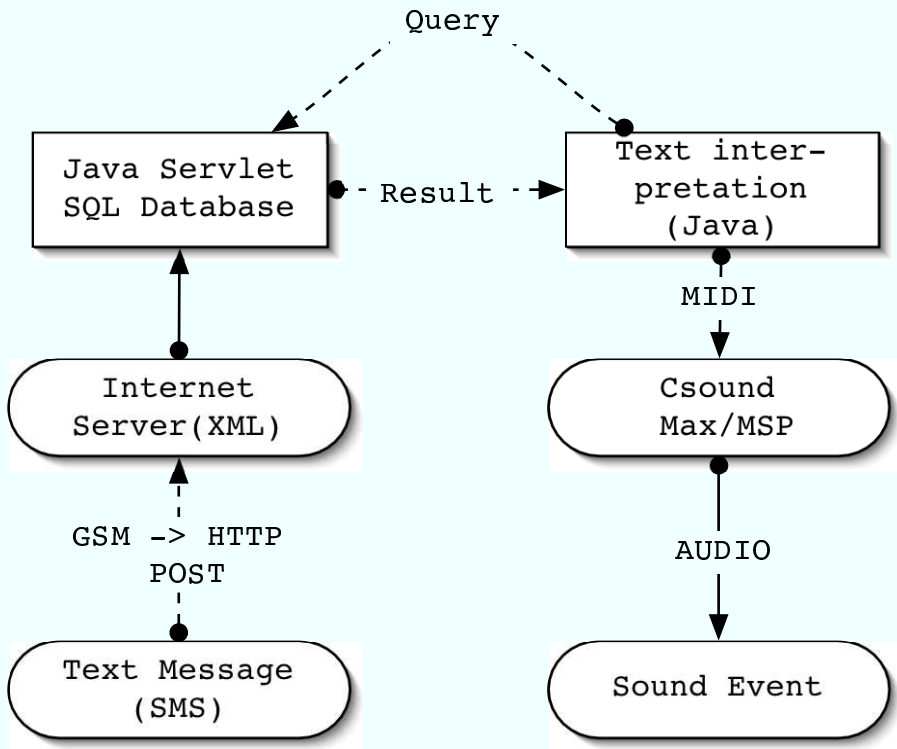 Query
Java Servlet
SQL Database
Result
Text inter-
pretation
(Java)
MIDI
Internet
Server(XML)
Csound
Max/MSP
GSM -> HTTP
POST
AUDIO
Text Message
(SMS)
Sound Event